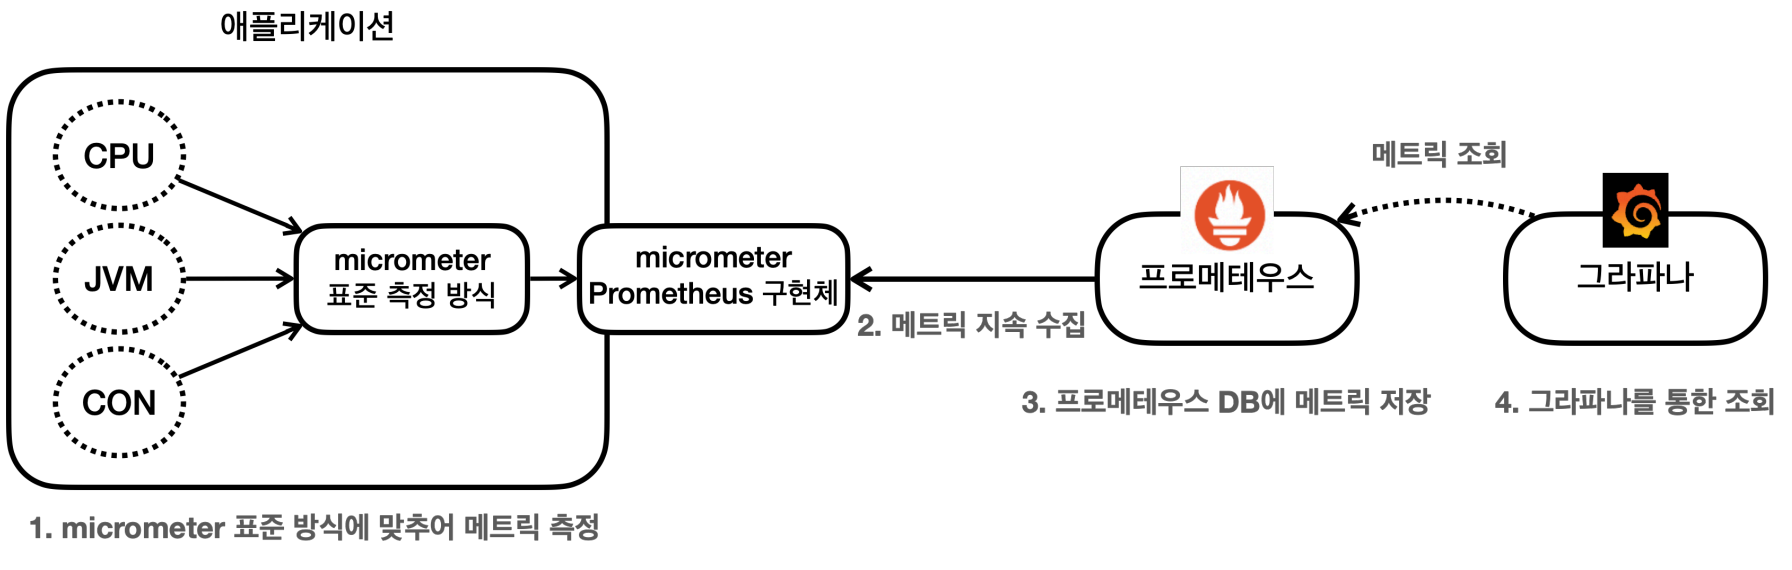 애플리케이션
CPU
JVM
CON
micrometer
표준 측정 방식
micrometer
Prometheus 구현체
2. 메트릭 지속 수집
프로메테우스
메트릭 조회
그라파나
3. 프로메테우스 DB에 메트릭 저장
4. 그라파나를 통한 조회
1. micrometer 표준 방식에 맞추어 메트릭 측정